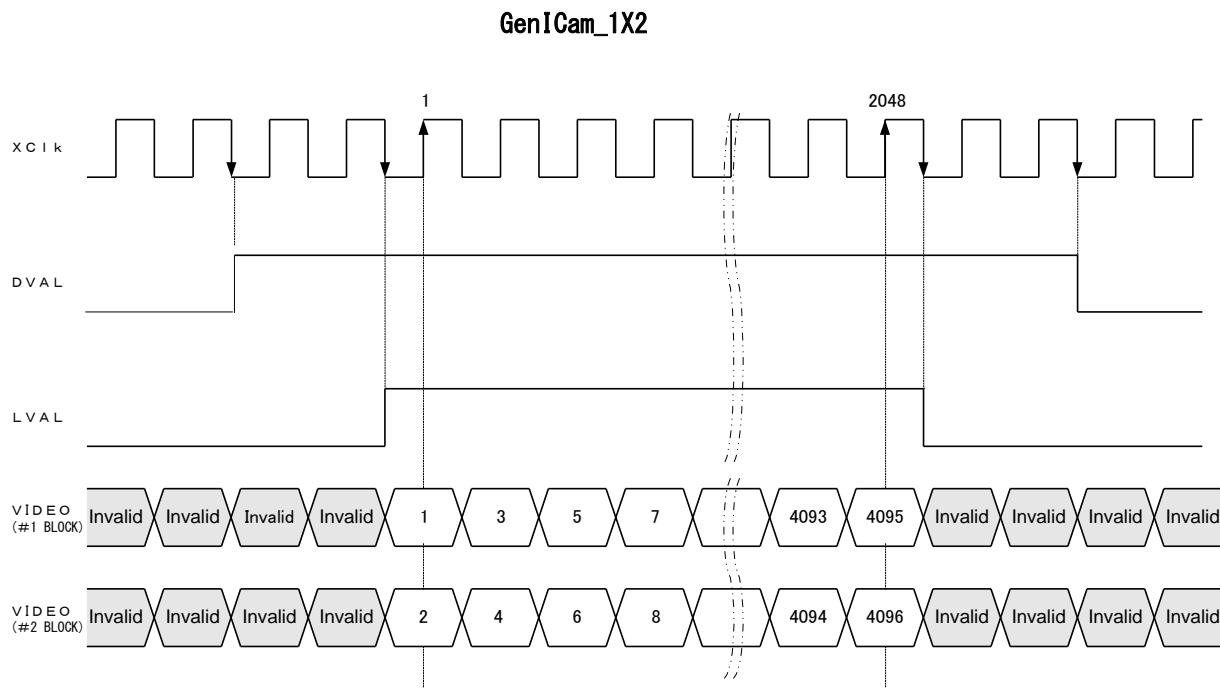 GenICam_1X2
1 2048
XClk
DVAL
LVAL
VIDEO
(#1 BLOCK)
Invalid Invalid Invalid Invalid 1 3 5 7 4093 4095 Invalid Invalid Invalid Invalid
VIDEO
(#2 BLOCK)
Invalid Invalid Invalid Invalid 2 4 6 8 4094 4096 Invalid Invalid Invalid Invalid